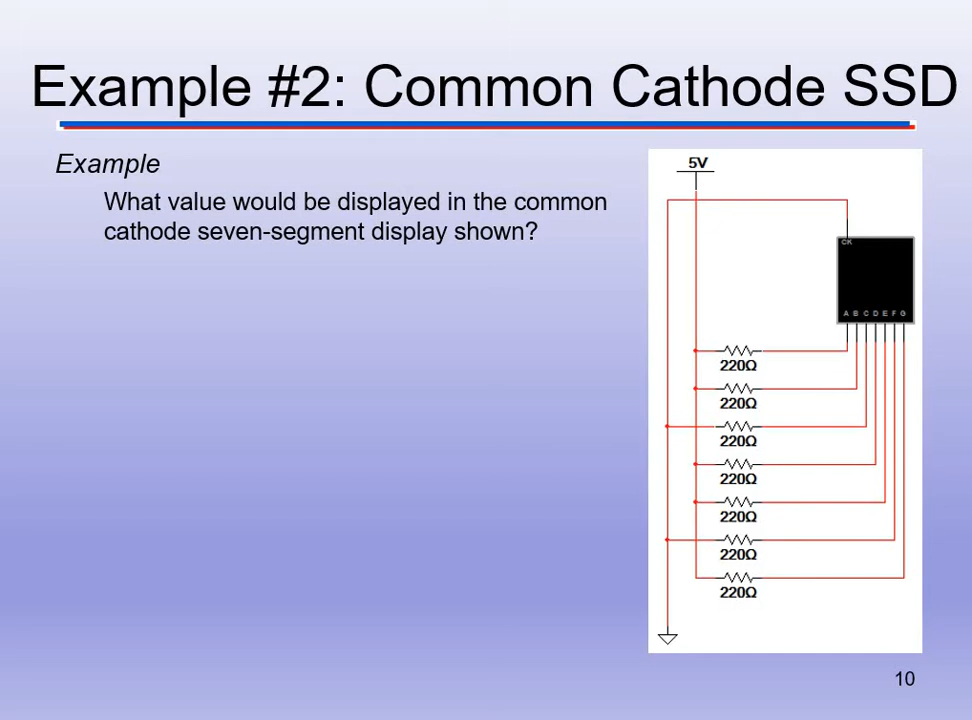 Example #2: Common Cathode SSD
Example
What value would be displayed in the common
cathode seven-segment display shown?
5V
CK
A B C D E F G
220Ω
220Ω
220Ω
220Ω
220Ω
220Ω
220Ω
10